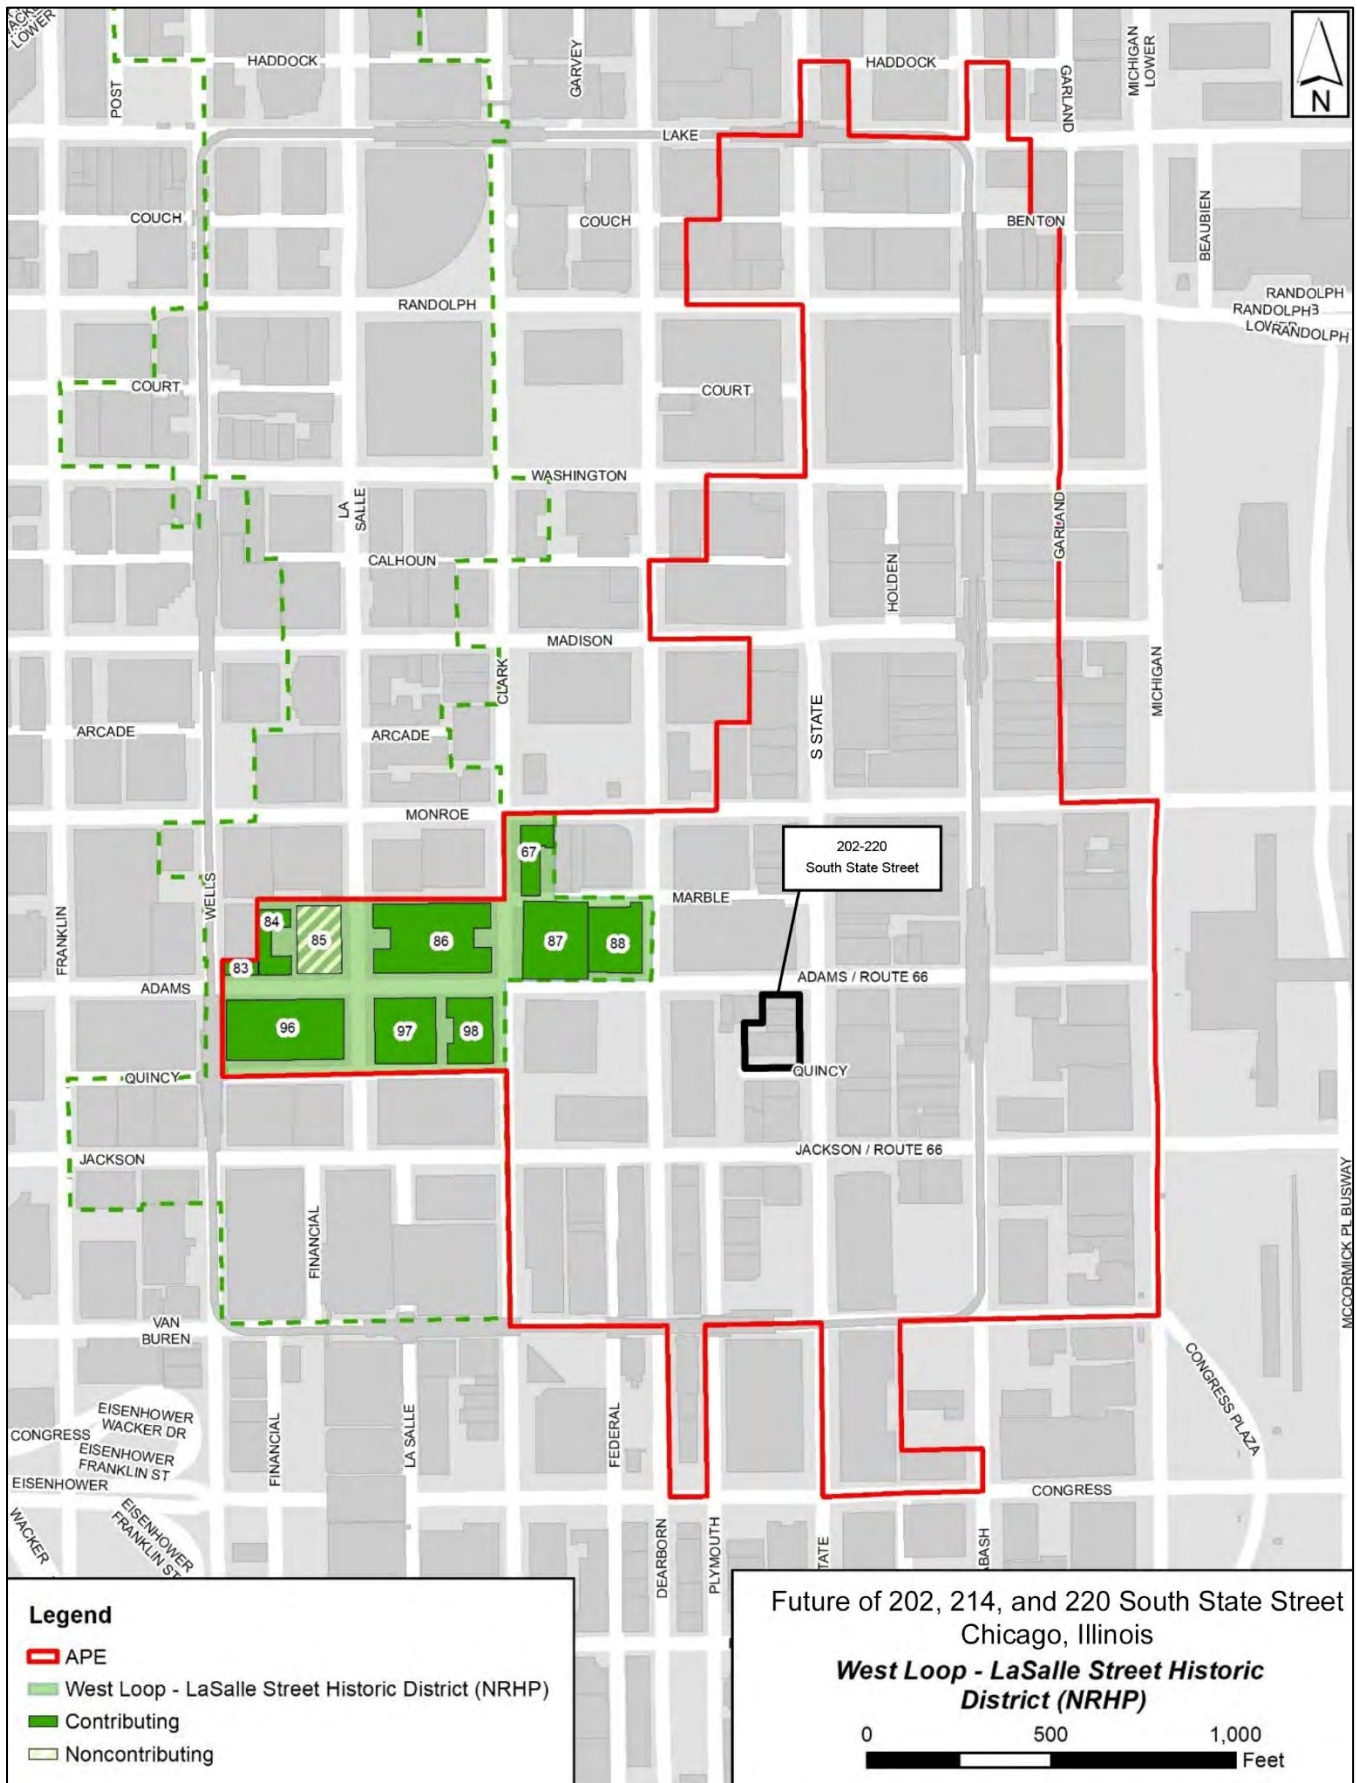 WACKER
LOWER
HADDOCK
HADDOCK
POST
GARVEY
GARLAND
MICHIGAN
LOWER
N
LAKE
COUCH
COUCH
BENTON
BEAUBIEN
RANDOLPH
RANDOLPH
RANDOLPH
RANDOLPH
COURT
COURT
WASHINGTON
LA
SALLE
CALHOUN
GARLAND
HOLDEN
MADISON
CLARK
MICHIGAN
S STATE
ARCADE
ARCADE
MONROE
202-220
South State Street
67
WELLS
MARBLE
FRANKLIN
84
85
86
87
88
83
ADAMS / ROUTE 66
ADAMS
96
97
98
QUINCY
QUINCY
JACKSON / ROUTE 66
JACKSON
MCCORMICK PL BUSWAY
FINANCIAL
VAN
BUREN
CONGRESS PLAZA
EISENHOWER
WACKER DR
CONGRESS
EISENHOWER
FRANKLIN ST
FINANCIAL
LA SALLE
FEDERAL
EISENHOWER
CONGRESS
WACKER
EISENHOWER
FRANKLIN ST
DEARBORN
PLYMOUTH
TATE
ABASH
Legend
APE
West Loop - LaSalle Street Historic District (NRHP)
Contributing
Noncontributing
Future of 202, 214, and 220 South State Street
Chicago, Illinois
West Loop - LaSalle Street Historic
District (NRHP)
0 500 1,000
Feet